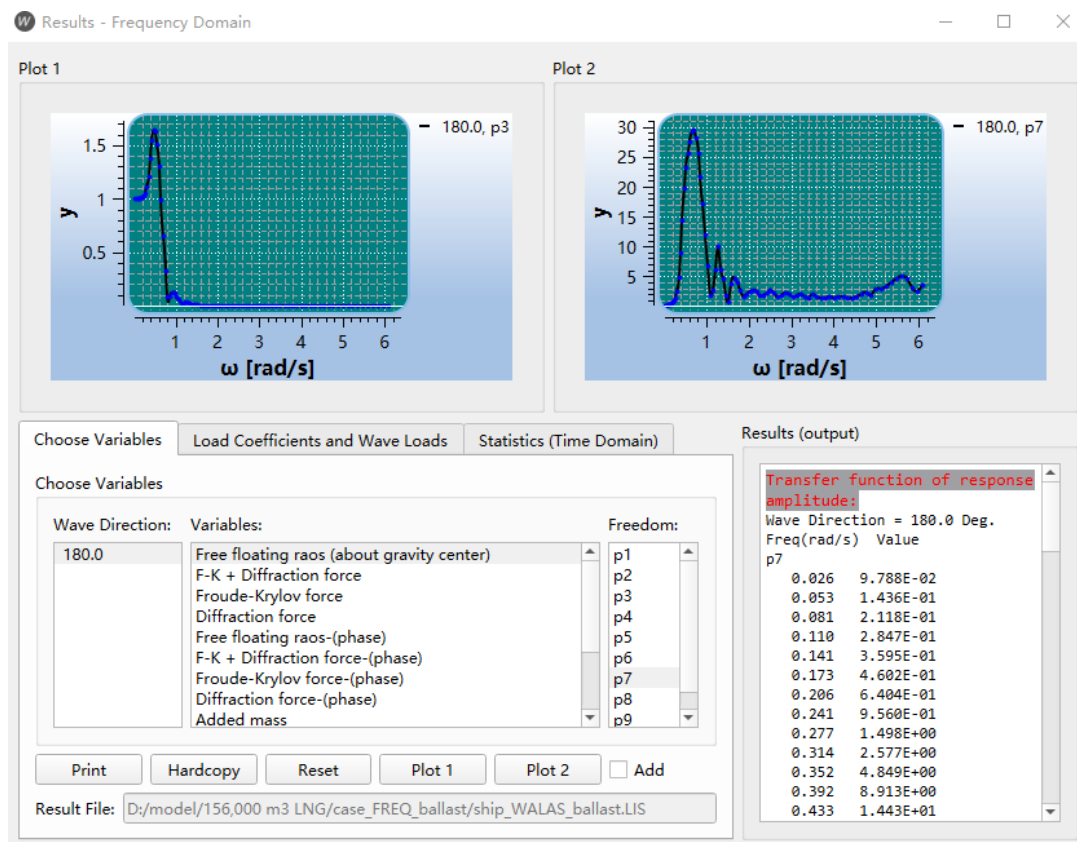 W Results - Frequency Domain
Plot 1
1.5
1
0.5
y
1 2 3 4 5 6
ω [rad/s]
180.0, p3
Plot 2
30
25
20
15
10
5
y
1 2 3 4 5 6
ω [rad/s]
180.0, p7
Choose Variables
Load Coefficients and Wave Loads
Statistics (Time Domain)
Choose Variables
Wave Direction:
180.0
Variables:
Free floating raos (about gravity center)
F-K + Diffraction force
Froude-Krylov force
Diffraction force
Free floating raos-(phase)
F-K + Diffraction force-(phase)
Froude-Krylov force-(phase)
Diffraction force-(phase)
Added mass
Freedom:
p1
p2
p3
p4
p5
p6
p7
p8
p9
Print
Hardcopy
Reset
Plot 1
Plot 2
Add
Result File: D:/model/156,000 m3 LNG/case_FREQ_ballast/ship_WALAS_ballast.LIS
Results (output)
Transfer function of response
amplitude:
Wave Direction = 180.0 Deg.
Freq(rad/s) Value
p7
0.026 9.788E-02
0.053 1.436E-01
0.081 2.118E-01
0.110 2.847E-01
0.141 3.595E-01
0.173 4.602E-01
0.206 6.404E-01
0.241 9.560E-01
0.277 1.498E+00
0.314 2.577E+00
0.352 4.849E+00
0.392 8.913E+00
0.433 1.443E+01